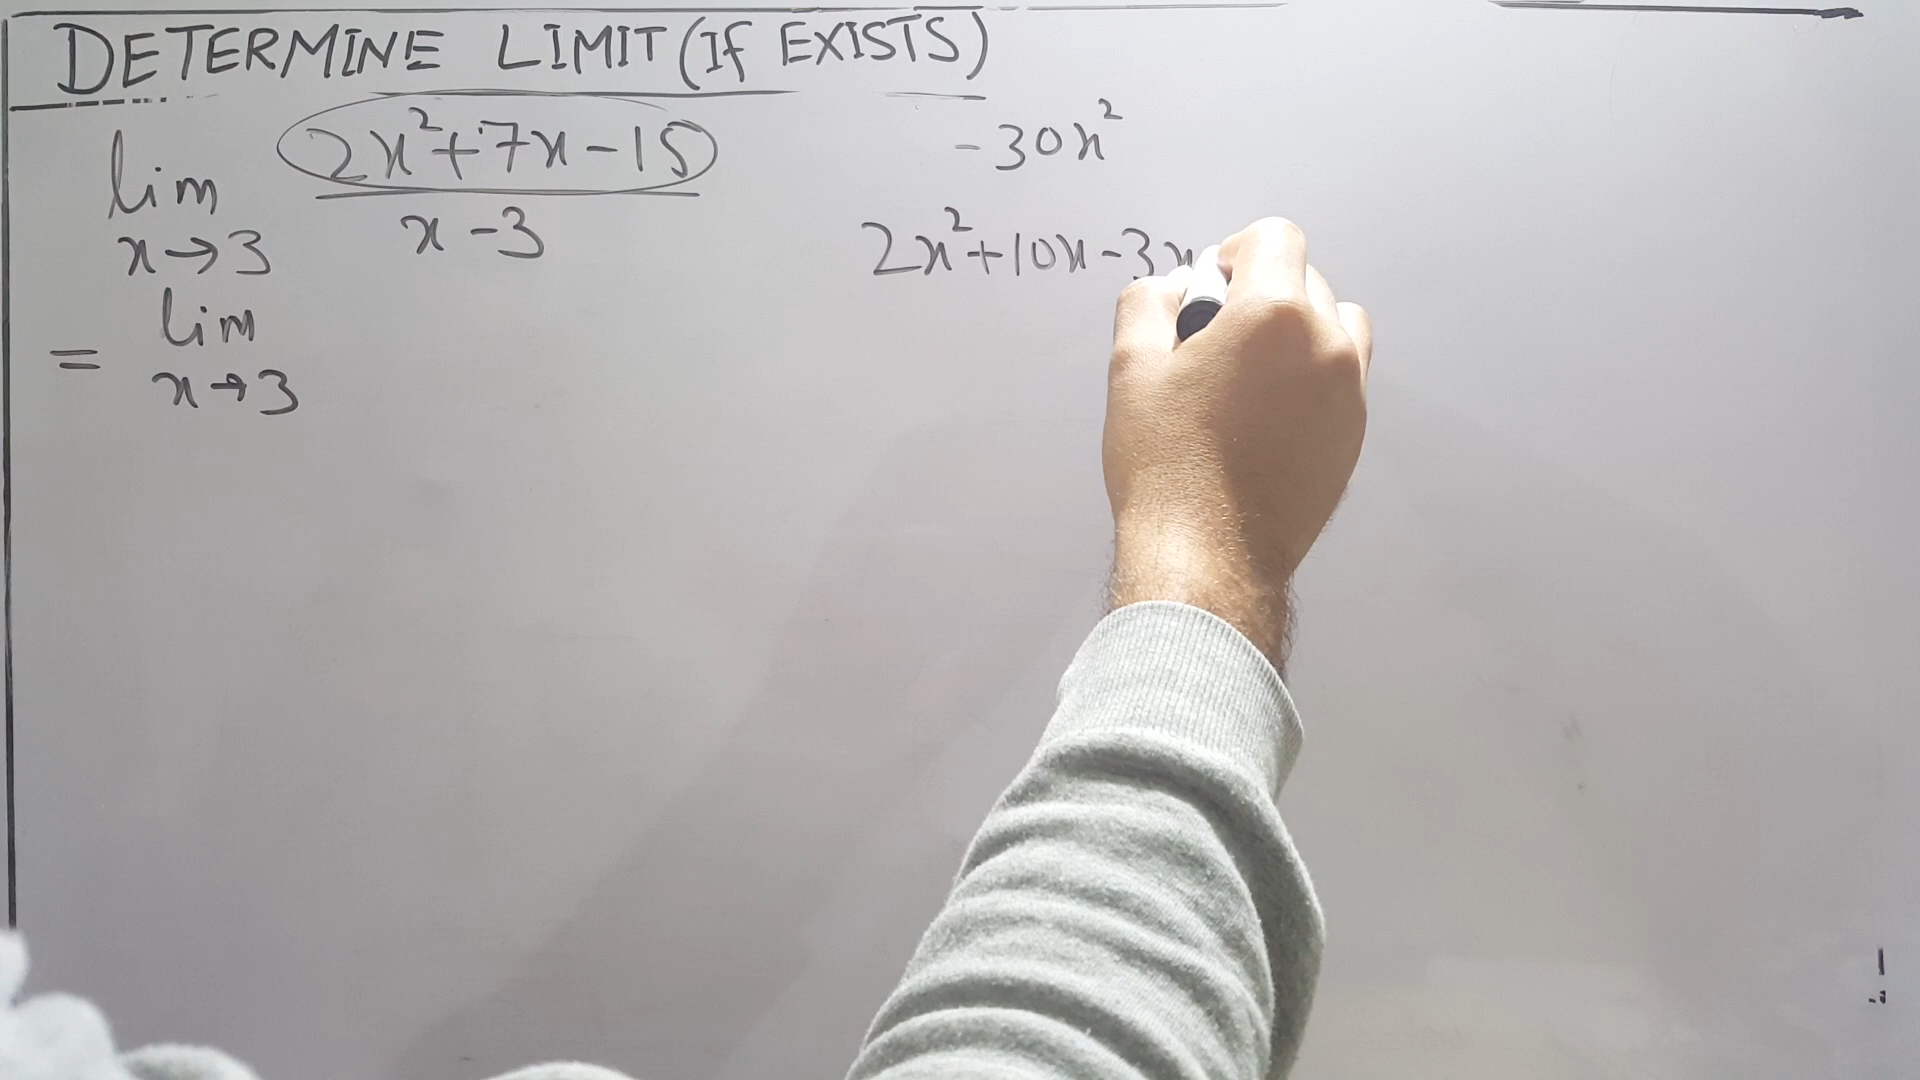 DETERMINE LIMIT (If EXISTS)
lim x→3 (2x²+7x-15)/(x-3)
-30x²
2x²+10x-3x
= lim x→3